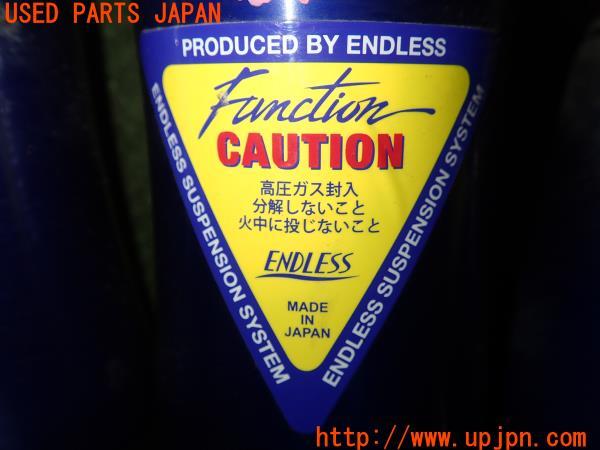 USED PARTS JAPAN
PRODUCED BY ENDLESS
Function
CAUTION
高圧ガス封入
分解しないこと
火中に投じないこと
ENDLESS
MADE
IN
JAPAN
ENDLESS SUSPENSION SYSTEM
ENDLESS SUSPENSION SYSTEM
http://www.upjpn.com